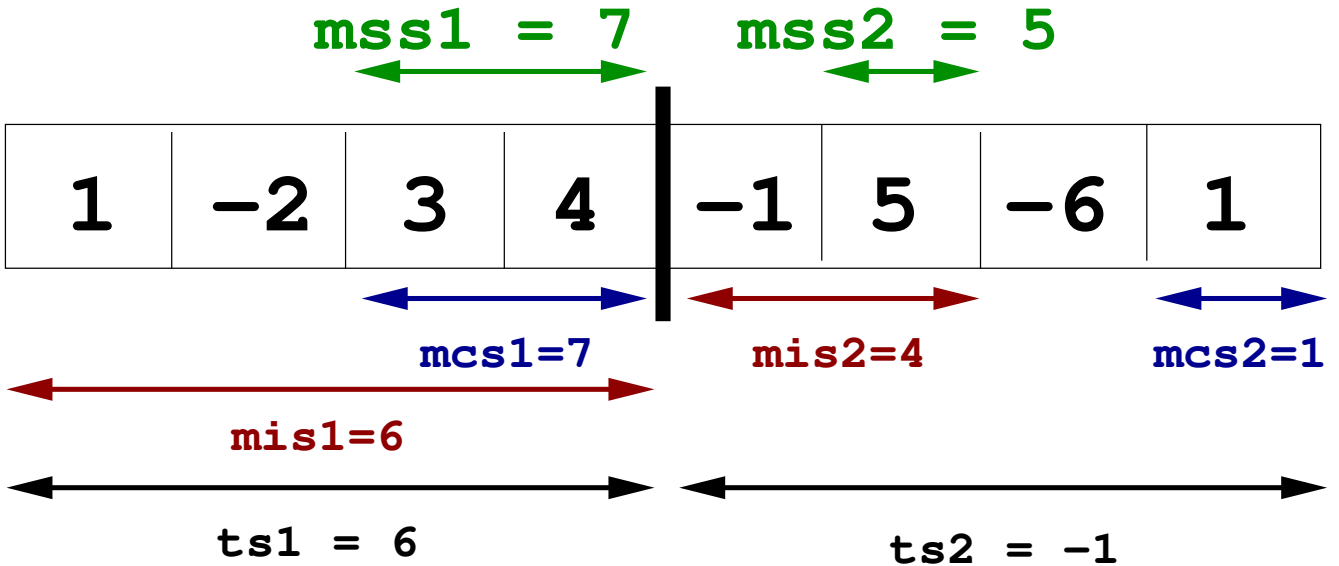 mss1 = 7 mss2 = 5
1 -2 3 4 -1 5 -6 1
mcs1=7 mis2=4 mcs2=1
mis1=6
ts1 = 6 ts2 = -1